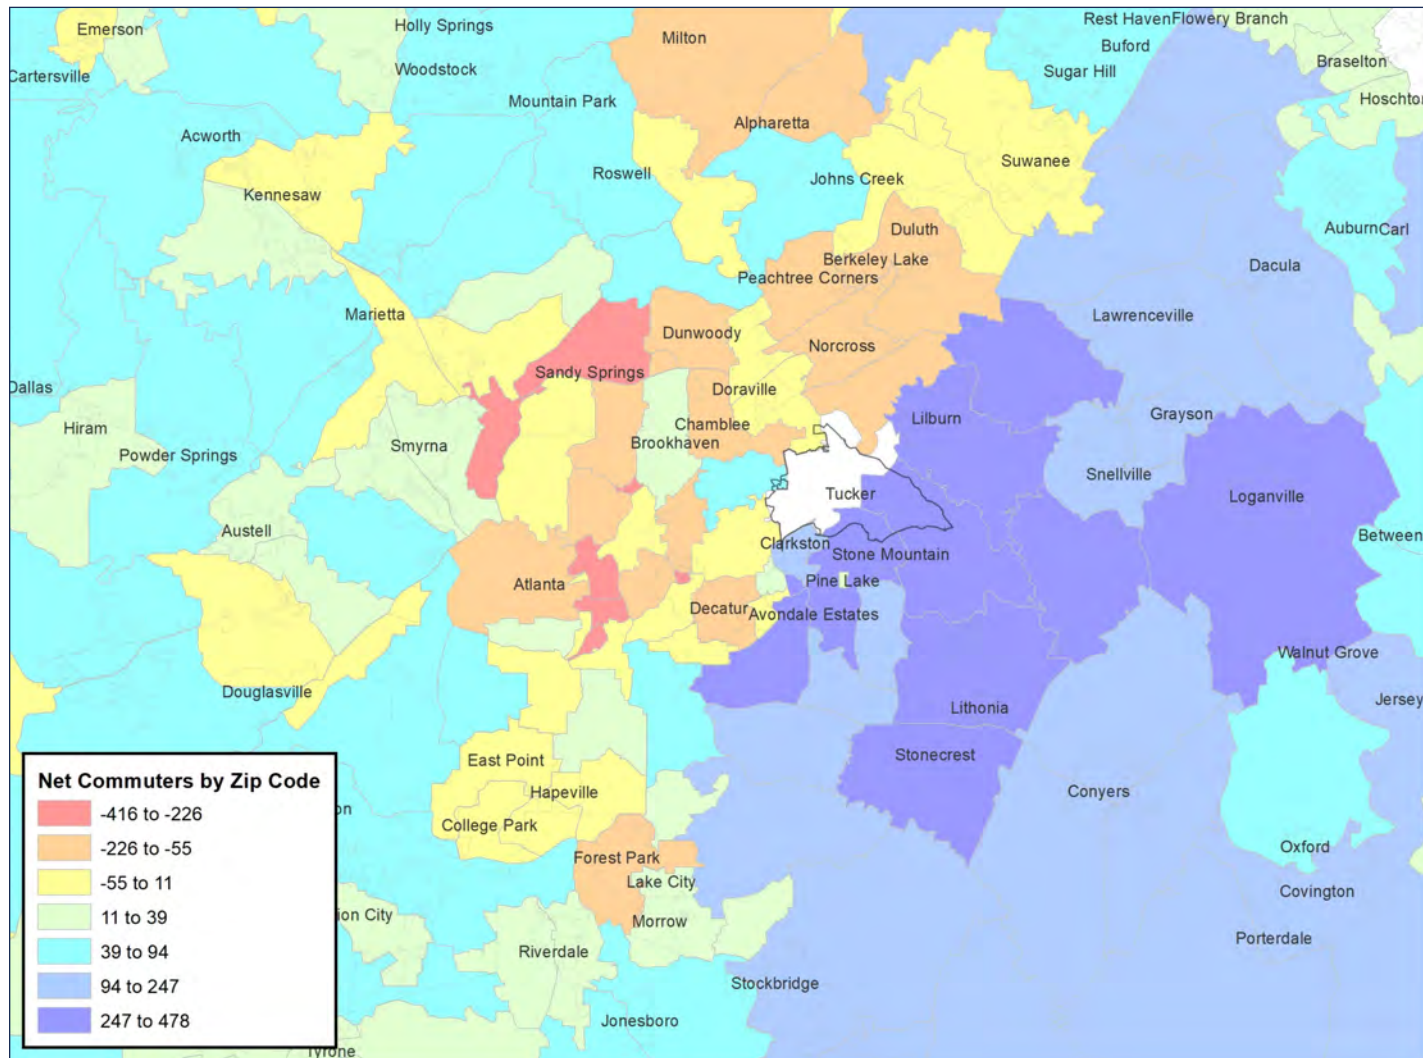 Emerson
Holly Springs
Milton
Rest Haven
Flowery Branch
Cartersville
Woodstock
Buford
Braselton
Sugar Hill
Mountain Park
Hoschton
Acworth
Alpharetta
Suwanee
Roswell
Johns Creek
Kennesaw
Duluth
Auburn
Carl
Berkeley Lake
Dacula
Peachtree Corners
Marietta
Lawrenceville
Dunwoody
Norcross
Sandy Springs
Dallas
Doraville
Grayson
Lilburn
Hiram
Chamblee
Smyrna
Brookhaven
Powder Springs
Snellville
Tucker
Loganville
Austell
Clarkston
Between
Stone Mountain
Atlanta
Pine Lake
Decatur
Avondale Estates
Walnut Grove
Douglasville
Jersey
Lithonia
Stonecrest
East Point
Hapeville
Conyers
College Park
Forest Park
Oxford
Lake City
Covington
ion City
Morrow
Porterdale
Riverdale
Stockbridge
Jonesboro
Tyrone
Net Commuters by Zip Code
-416 to -226
-226 to -55
-55 to 11
11 to 39
39 to 94
94 to 247
247 to 478